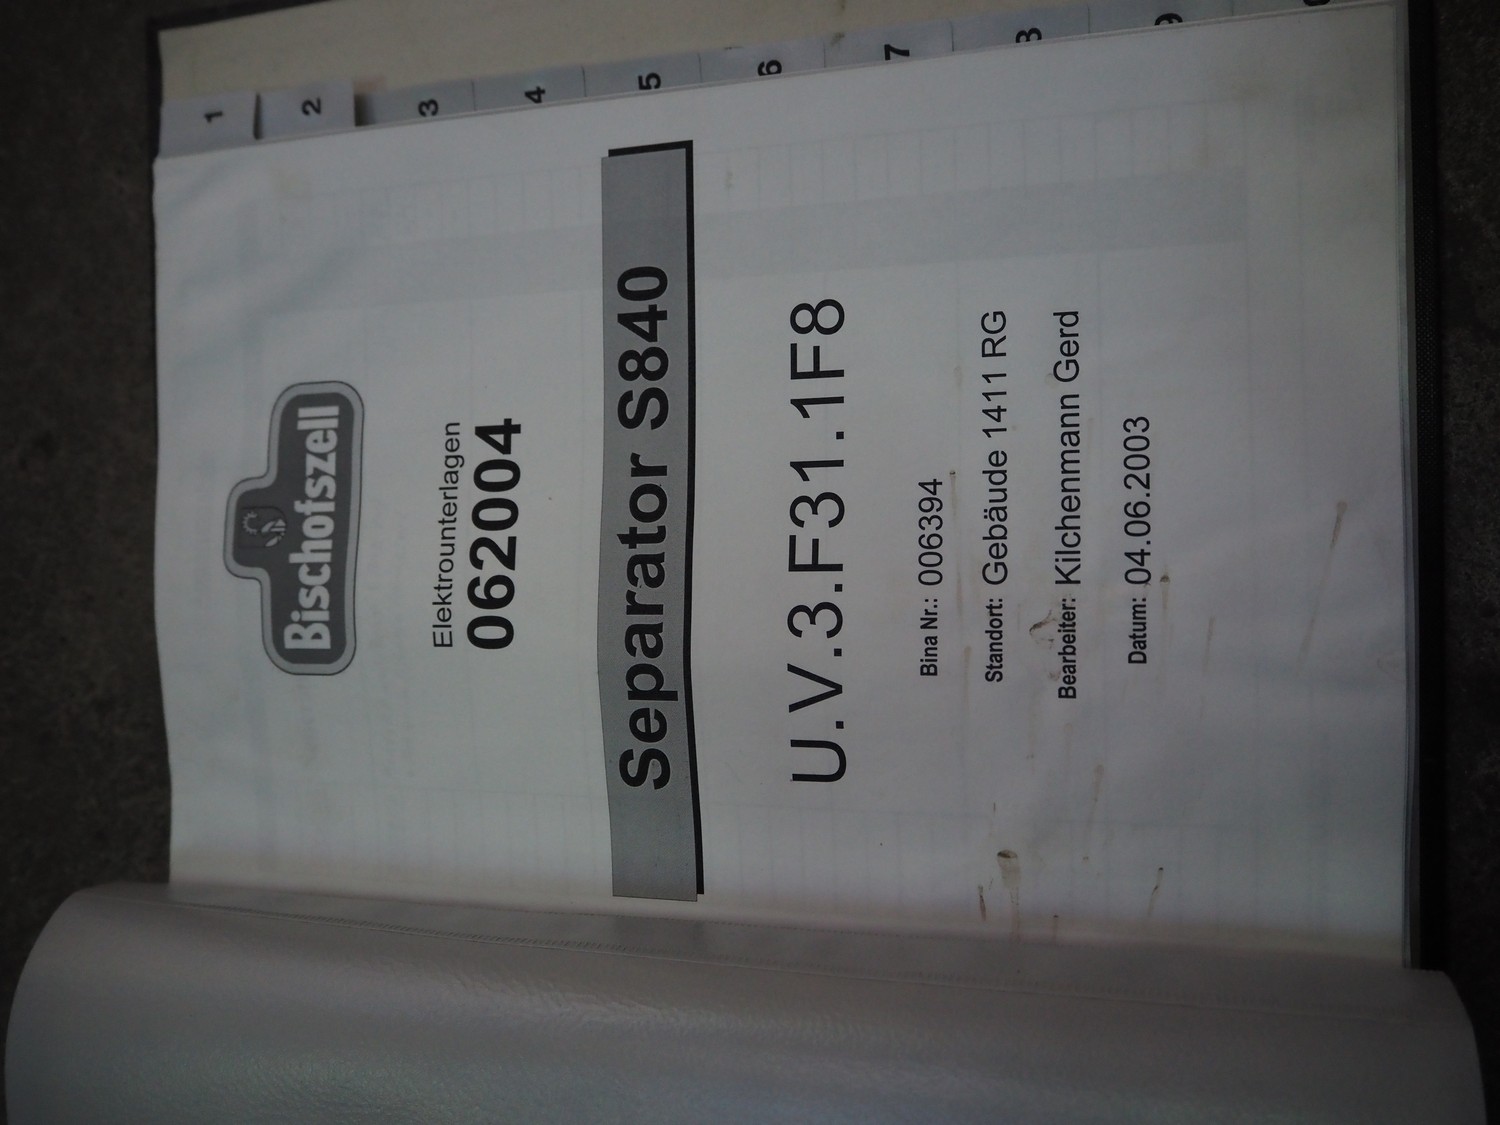 Bischofszell
Elektrounterlagen
062004
Separator S840
U.V.3.F31.1F8
Bina Nr.: 006394
Standort: Gebäude 1411 RG
Bearbeiter: Kilchenmann Gerd
Datum: 04.06.2003
1
2
3
4
5
6
7
8
9